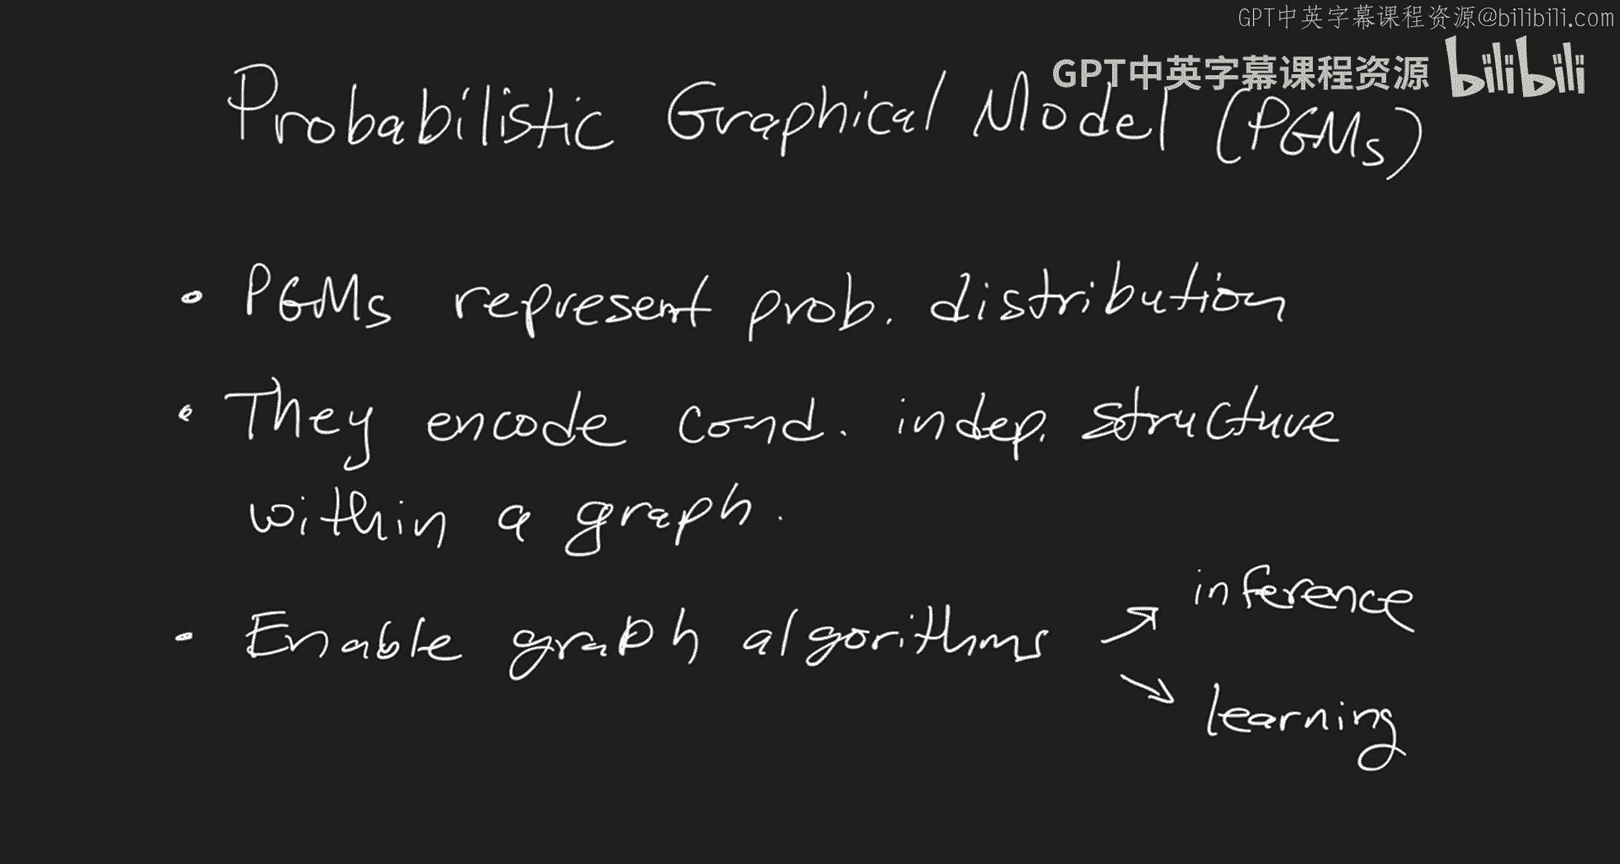 GPT中英字幕课程资源@bilibili.com
GPT中英字幕课程资源 bilibili
Probabilistic Graphical Model (PGMs)
• PGMs represent prob. distribution
• They encode cond. indep. structure
within a graph.
• Enable graph algorithms → inference
→ learning